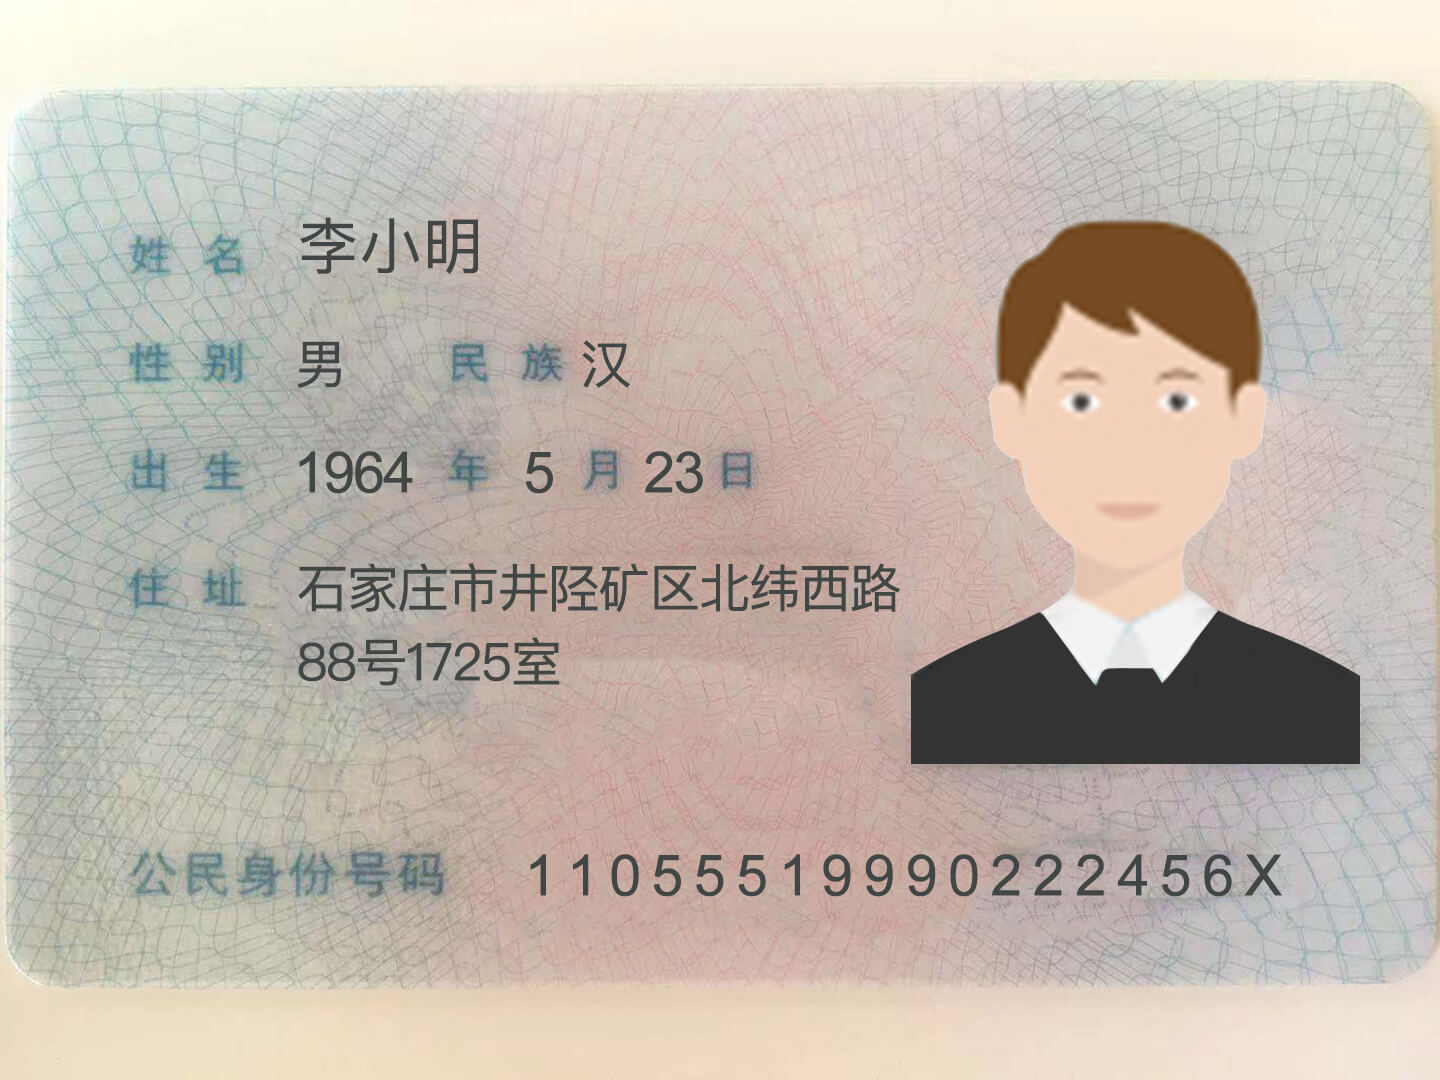 姓名 李小明
性别 男 民族 汉
出生 1964 年 5 月 23 日
住址 石家庄市井陉矿区北纬西路
88号1725室
公民身份号码 11055519990222456X